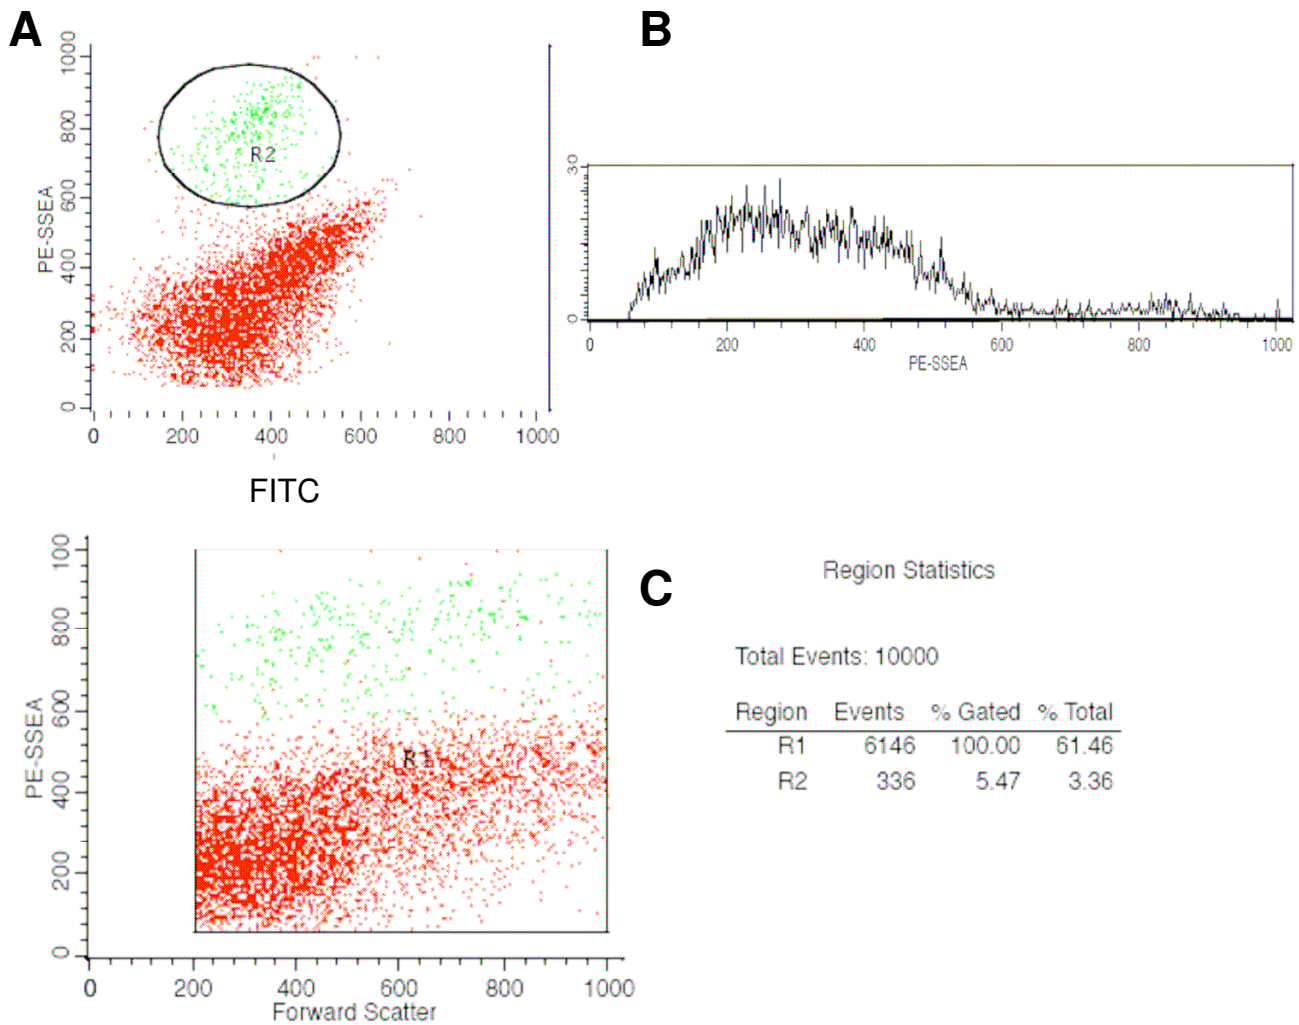 A
PE-SSEA
1000
800
600
400
200
0
R2
0 200 400 600 800 1000
FITC
B
30
0
0 200 400 600 800 1000
PE-SSEA
PE-SSEA
100
800
600
400
200
0
R1
0 200 400 600 800 1000
Forward Scatter
C
Region Statistics
Total Events: 10000
Region Events % Gated % Total
R1 6146 100.00 61.46
R2 336 5.47 3.36